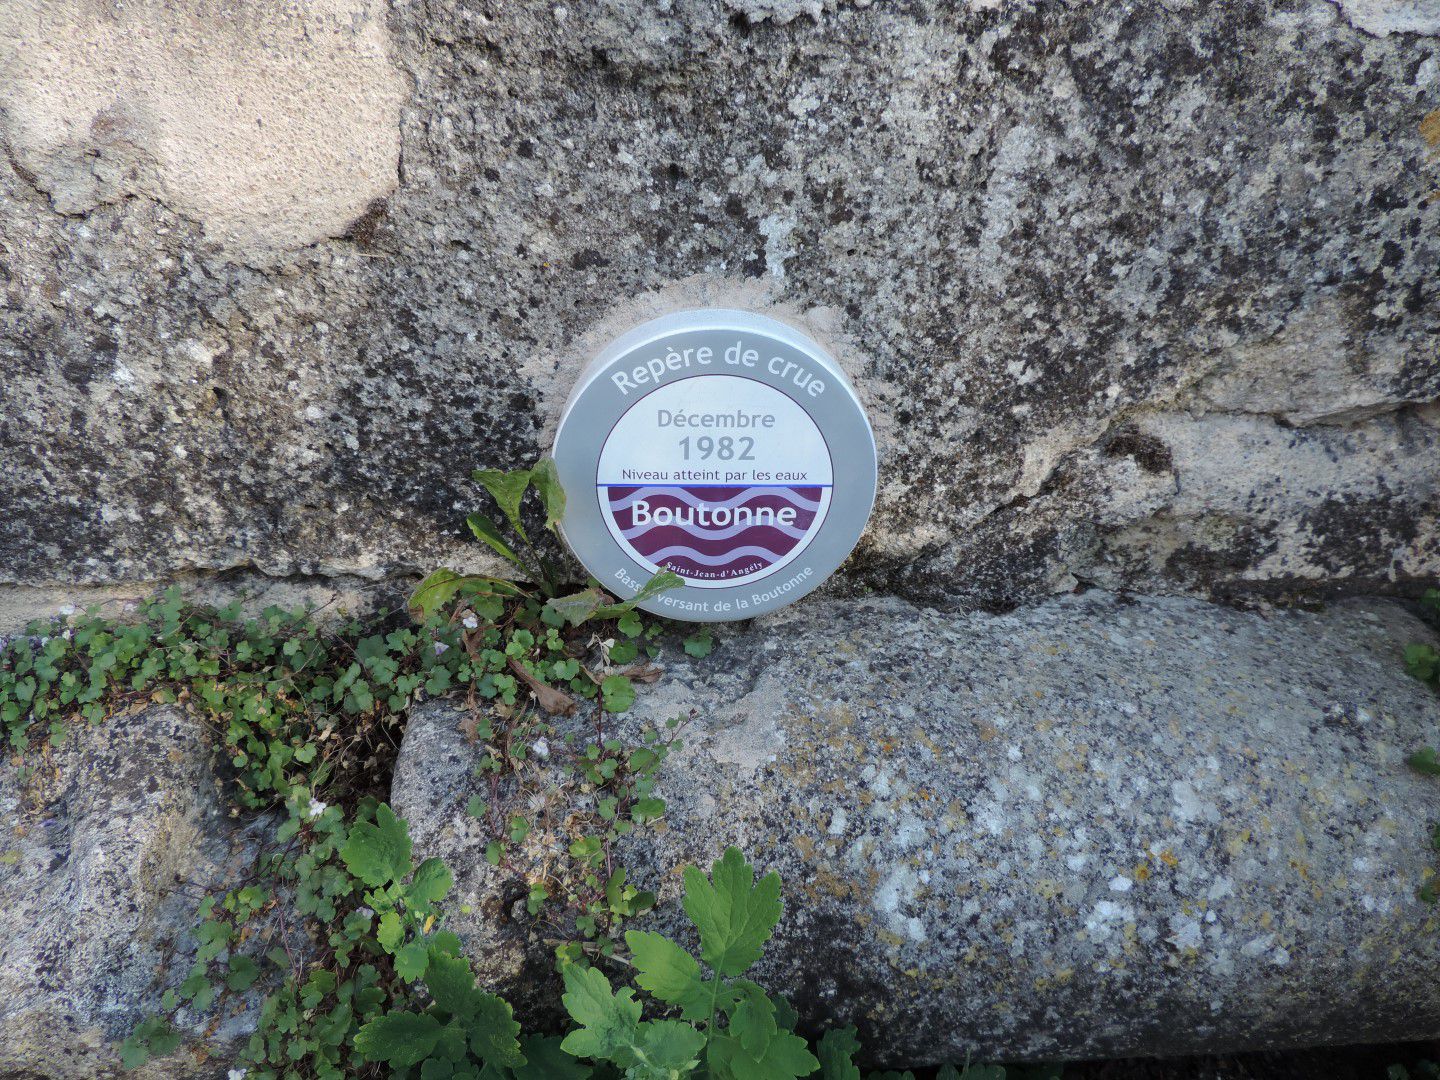 Repère de crue
Décembre
1982
Niveau atteint par les eaux
Boutonne
Saint-Jean-d'Angély
versant de la Boutonne